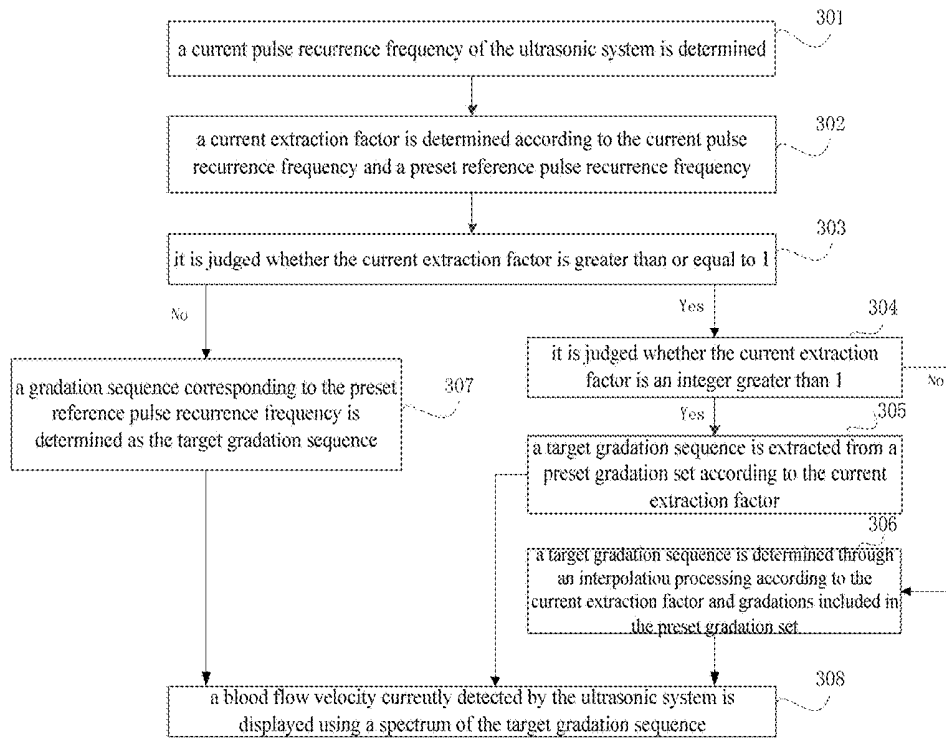 301
a current pulse recurrence frequency of the ultrasonic system is determined
302
a current extraction factor is determined according to the current pulse
recurrence frequency and a preset reference pulse recurrence frequency
303
it is judged whether the current extraction factor is greater than or equal to 1
No
Yes
304
it is judged whether the current extraction
factor is an integer greater than 1
No
Yes
307
a gradation sequence corresponding to the preset
reference pulse recurrence frequency is
determined as the target gradation sequence
305
a target gradation sequence is extracted from a
preset gradation set according to the current
extraction factor
306
a target gradation sequence is determined through
an interpolation processing according to the
current extraction factor and gradations included in
the preset gradation set
308
a blood flow velocity currently detected by the ultrasonic system is
displayed using a spectrum of the target gradation sequence